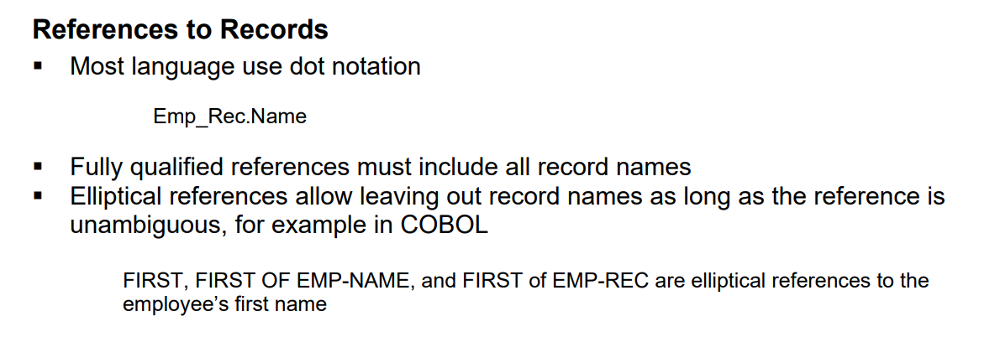 References to Records
▪ Most language use dot notation
Emp_Rec.Name
▪ Fully qualified references must include all record names
▪ Elliptical references allow leaving out record names as long as the reference is
unambiguous, for example in COBOL
FIRST, FIRST OF EMP-NAME, and FIRST of EMP-REC are elliptical references to the
employee’s first name